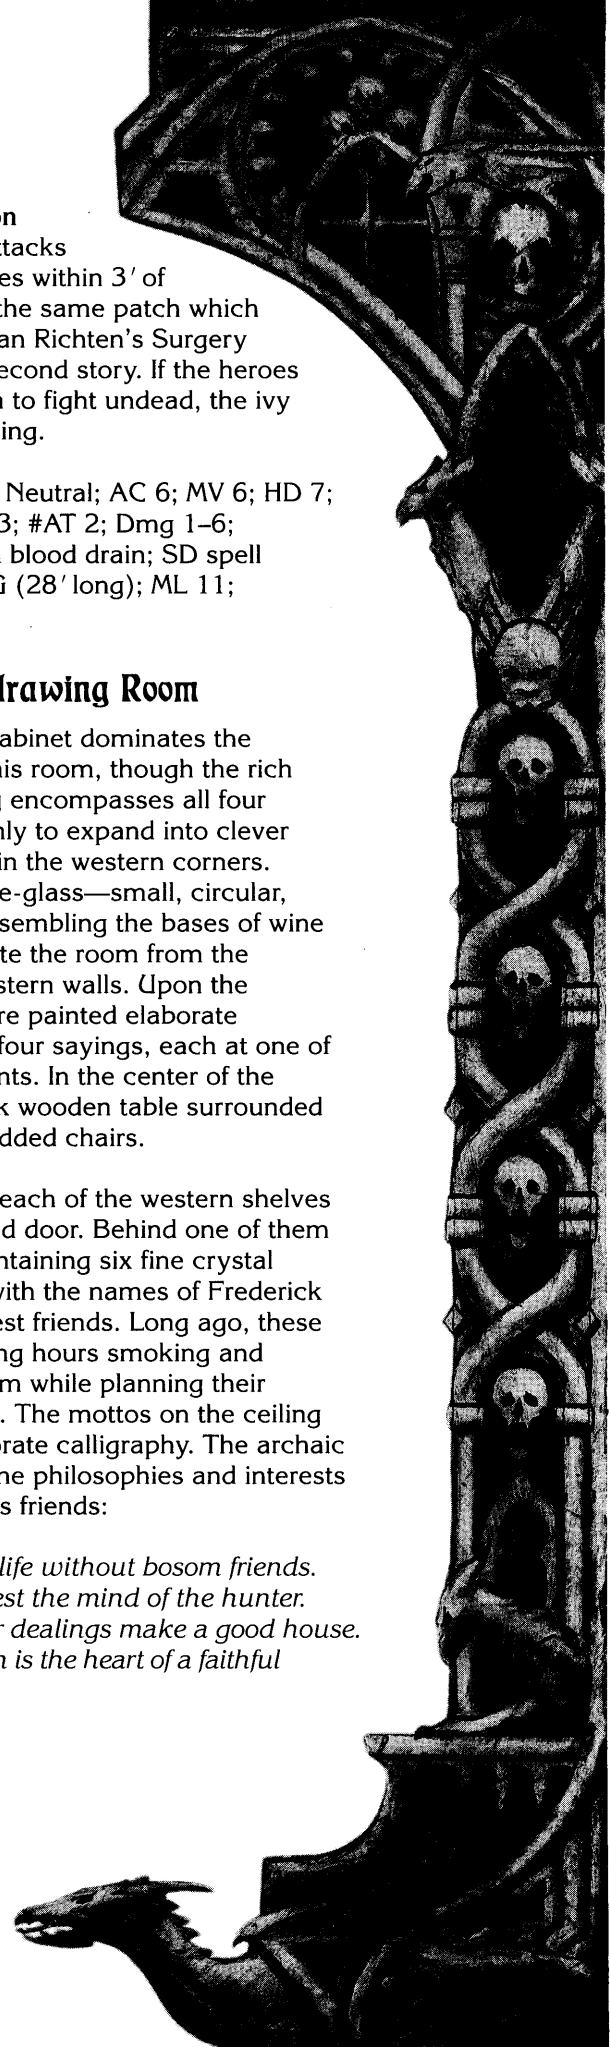 on
ttacks
es within 3' of
the same patch which
an Richten's Surgery
econd story. If the heroes
n to fight undead, the ivy
ing.
Neutral; AC 6; MV 6; HD 7;
3; #AT 2; Dmg 1–6;
blood drain; SD spell
(28' long); ML 11;
drawing Room
abinet dominates the
his room, though the rich
g encompasses all four
nly to expand into clever
in the western corners.
e-glass—small, circular,
sembling the bases of wine
te the room from the
stern walls. Upon the
re painted elaborate
four sayings, each at one of
nts. In the center of the
k wooden table surrounded
dded chairs.
each of the western shelves
d door. Behind one of them
ntaining six fine crystal
with the names of Frederick
est friends. Long ago, these
ng hours smoking and
m while planning their
. The mottos on the ceiling
orate calligraphy. The archaic
he philosophies and interests
s friends:
life without bosom friends.
est the mind of the hunter.
r dealings make a good house.
n is the heart of a faithful